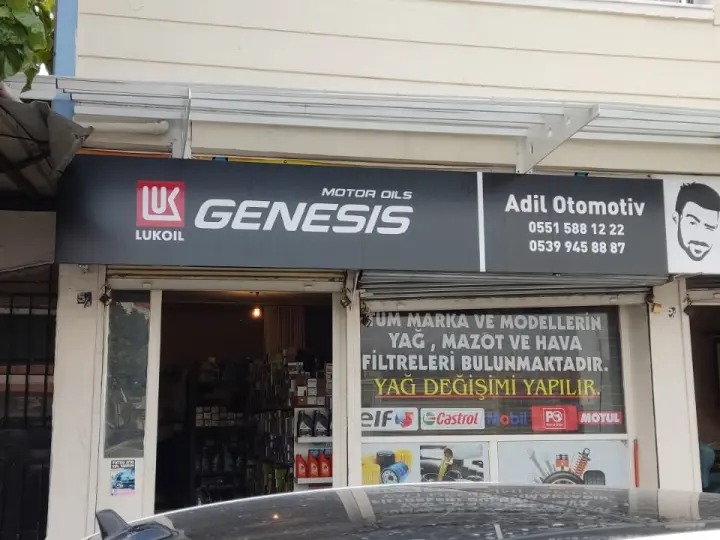 LUK
LUKOIL
MOTOR OILS
GENESIS
Adil Otomotiv
0551 588 12 22
0539 945 88 87
TÜM MARKA VE MODELLERİN
YAĞ , MAZOT VE HAVA
FİLTRELERİ BULUNMAKTADIR.
YAĞ DEĞİŞİMİ YAPILIR.
elf
Castrol
Mobil
PO
MOTUL